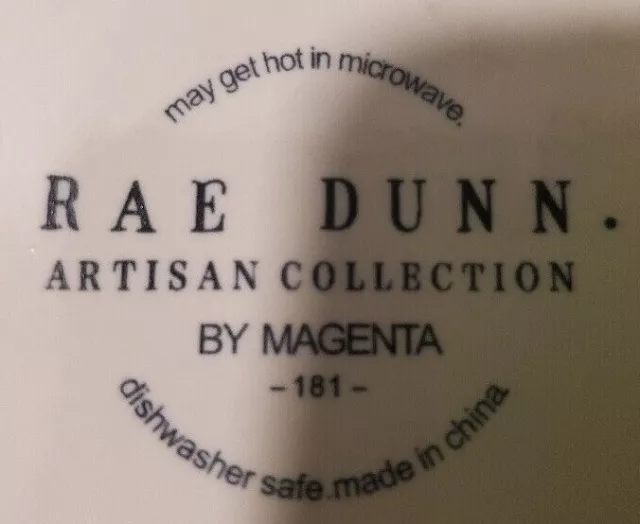 may get hot in microwave.
RAE DUNN.
ARTISAN COLLECTION
BY MAGENTA
– 181 –
dishwasher safe.made in china